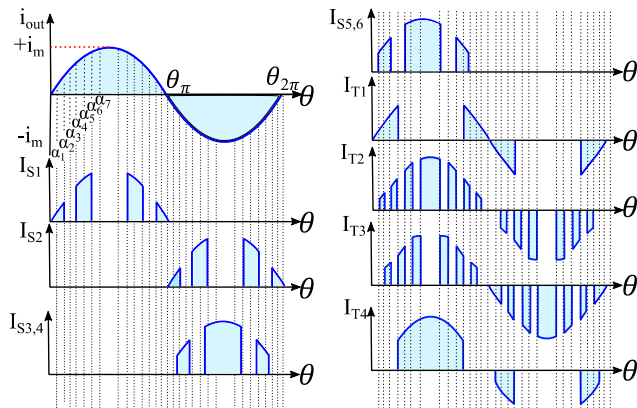 i_out
+i_m
θ_π
θ_2π
θ
α_1 α_2 α_3 α_4 α_5 α_6 α_7
-i_m
I_S1
θ
I_S2
θ
I_S3,4
θ
I_S5,6
θ
I_T1
θ
I_T2
θ
I_T3
θ
I_T4
θ